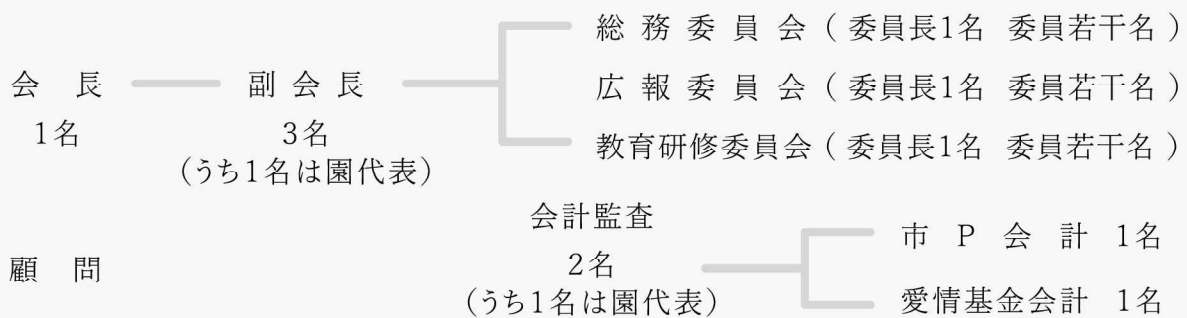 総務委員会(委員長1名 委員若干名)
会長 副会長 広報委員会(委員長1名 委員若干名)
1名 3名 教育研修委員会(委員長1名 委員若干名)
(うち1名は園代表)
会計監査
市P会計 1名
顧問 2名
(うち1名は園代表) 愛情基金会計 1名